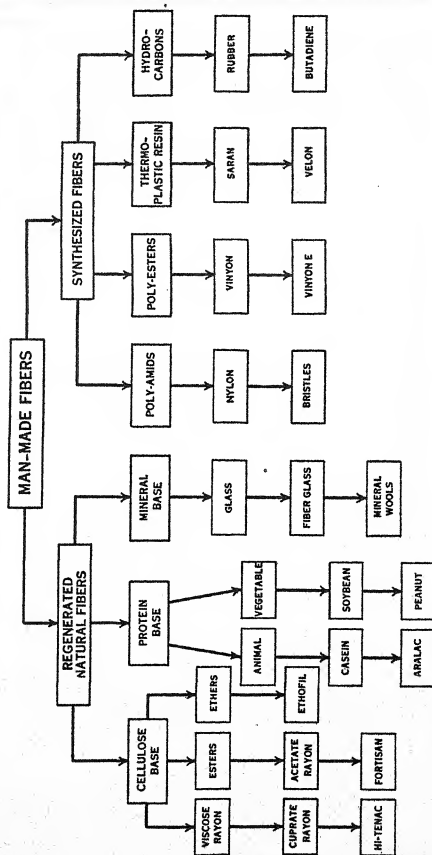 MAN-MADE FIBERS
REGENERATED
NATURAL FIBERS
SYNTHESIZED FIBERS
CELLULOSE
BASE
PROTEIN
BASE
MINERAL
BASE
POLY-AMIDS
POLY-ESTERS
THERMO-
PLASTIC RESIN
HYDRO-
CARBONS
VISCOSE
RAYON
ESTERS
ETHERS
ANIMAL
VEGETABLE
GLASS
NYLON
VINYON
SARAN
RUBBER
CUPRATE
RAYON
ACETATE
RAYON
ETHOFIL
CASEIN
SOYBEAN
FIBER GLASS
BRISTLES
VINYON E
VELON
BUTADIENE
HI-TENAC
FORTISAN
ARALAC
PEANUT
MINERAL
WOOLS